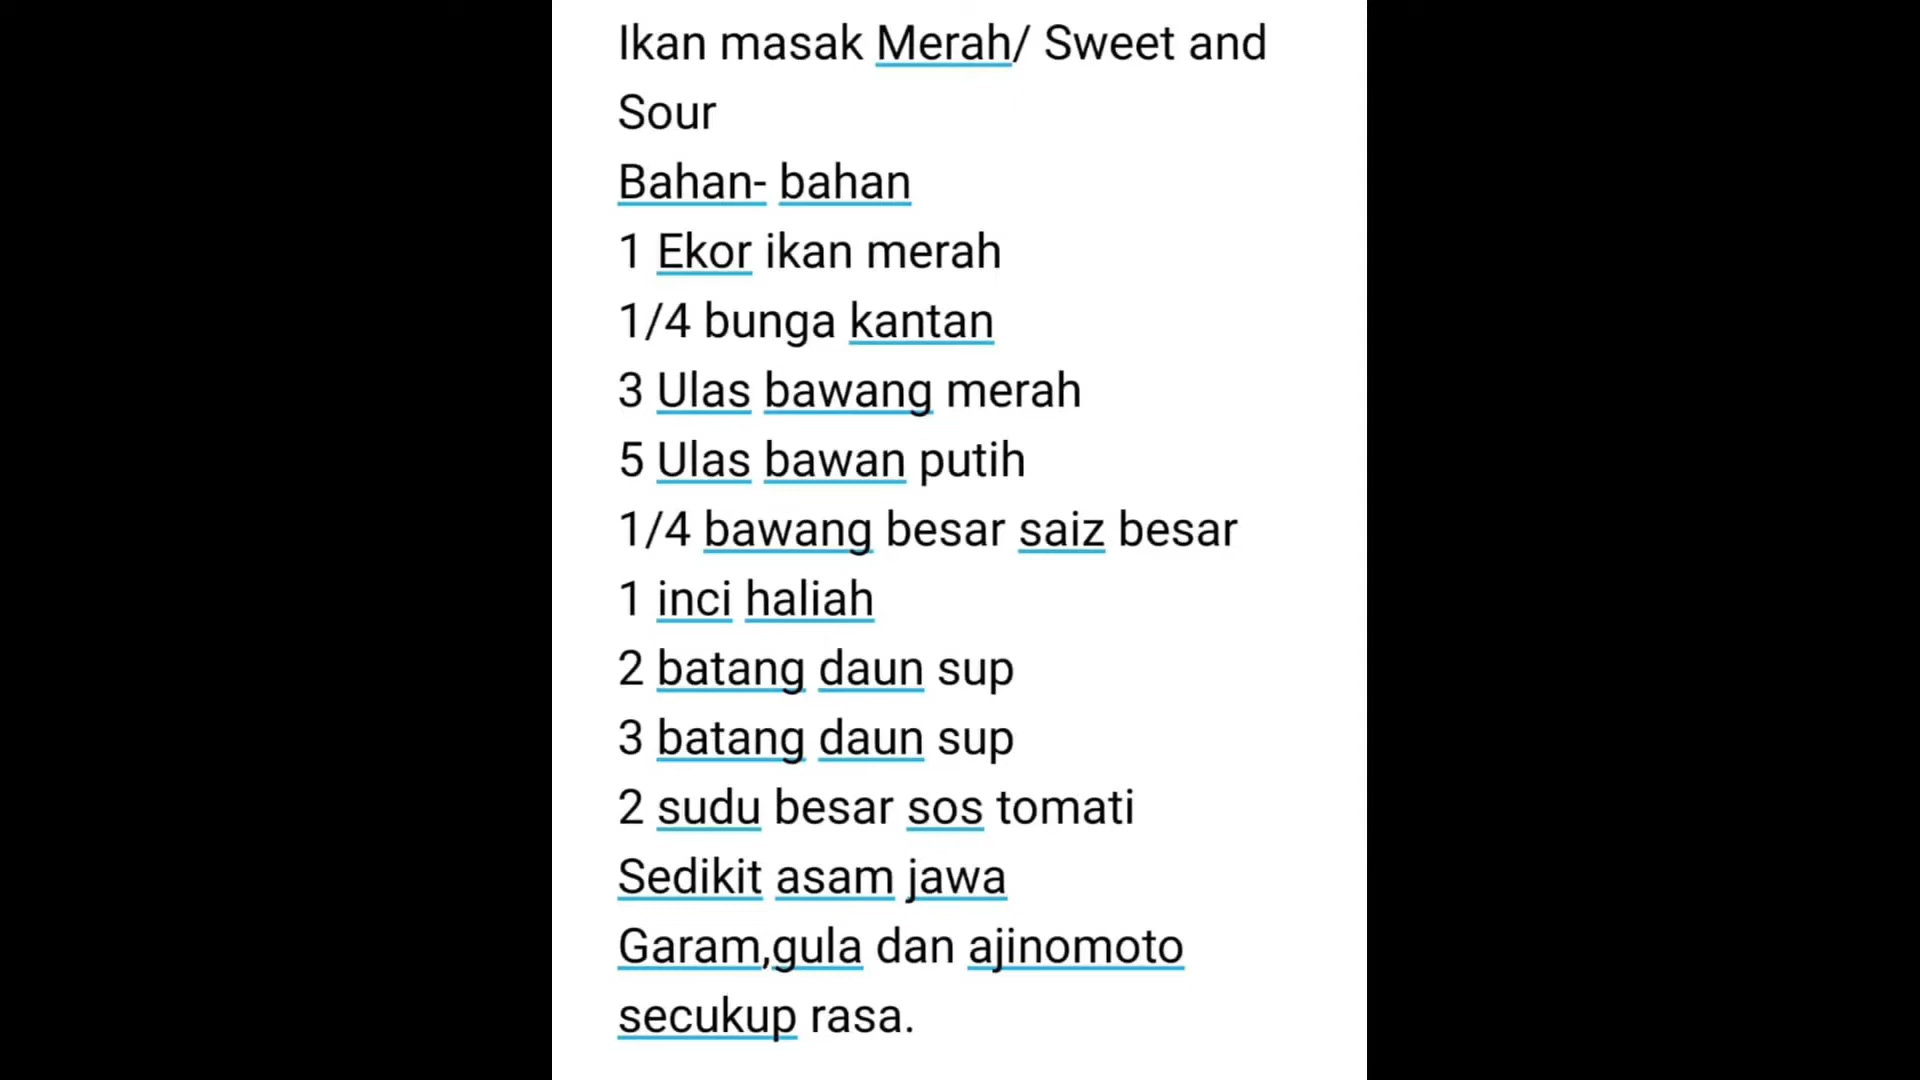 Ikan masak Merah/ Sweet and
Sour
Bahan- bahan
1 Ekor ikan merah
1/4 bunga kantan
3 Ulas bawang merah
5 Ulas bawan putih
1/4 bawang besar saiz besar
1 inci haliah
2 batang daun sup
3 batang daun sup
2 sudu besar sos tomati
Sedikit asam jawa
Garam,gula dan ajinomoto
secukup rasa.